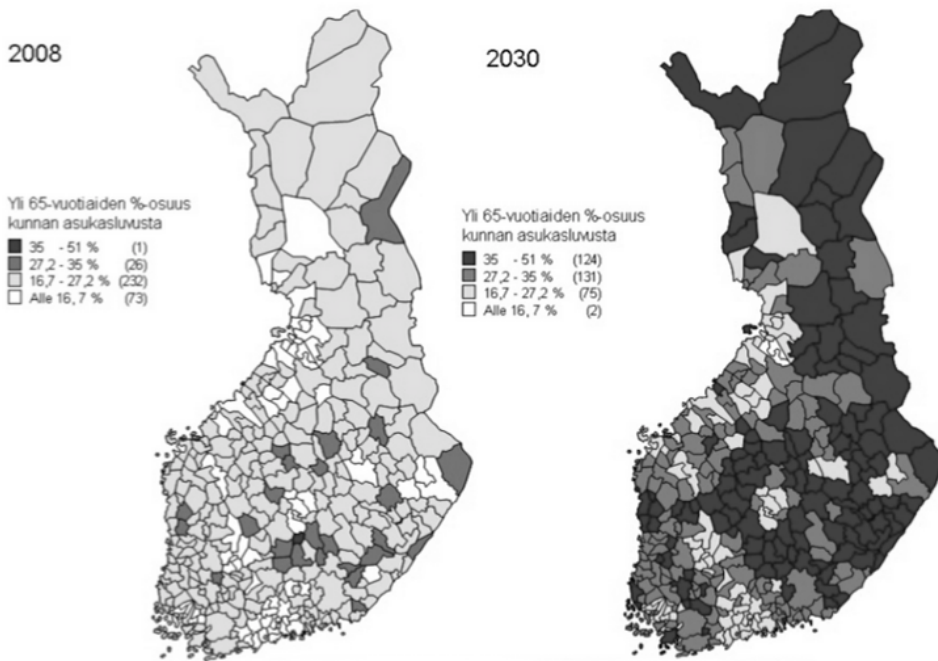 2008
Yli 65-vuotiaiden %-osuus
kunnan asukasluvusta
35 - 51 % (1)
27,2 - 35 % (26)
16,7 - 27,2 % (232)
Alle 16, 7 % (73)
2030
Yli 65-vuotiaiden %-osuus
kunnan asukasluvusta
35 - 51 % (124)
27,2 - 35 % (131)
16,7 - 27,2 % (75)
Alle 16, 7 % (2)